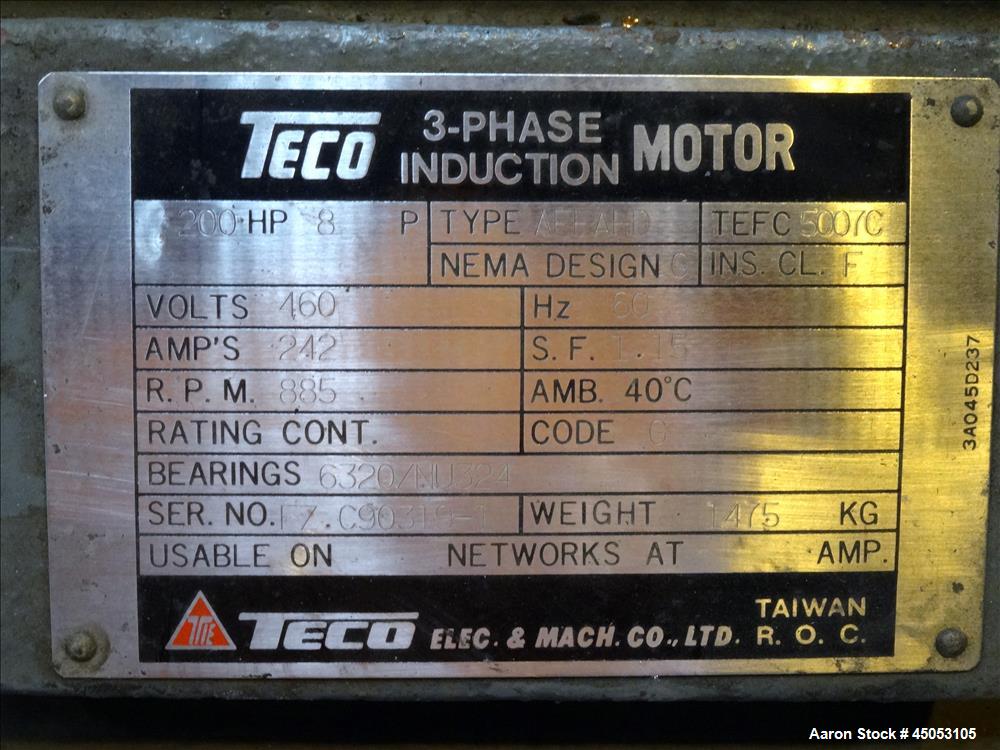 TECO 3-PHASE INDUCTION MOTOR
200 HP 8 P TYPE TEFC
NEMA DESIGN C INS. CL. F
VOLTS 460 Hz 60
AMP'S 242 S. F. 1.15
R. P. M. 885 AMB. 40°C
RATING CONT. CODE G
BEARINGS 6320/NU324
SER. NO. WEIGHT 1475 KG
USABLE ON NETWORKS AT AMP.
TECO ELEC. & MACH. CO., LTD. TAIWAN R. O. C.
3A045D237
Aaron Stock # 45053105